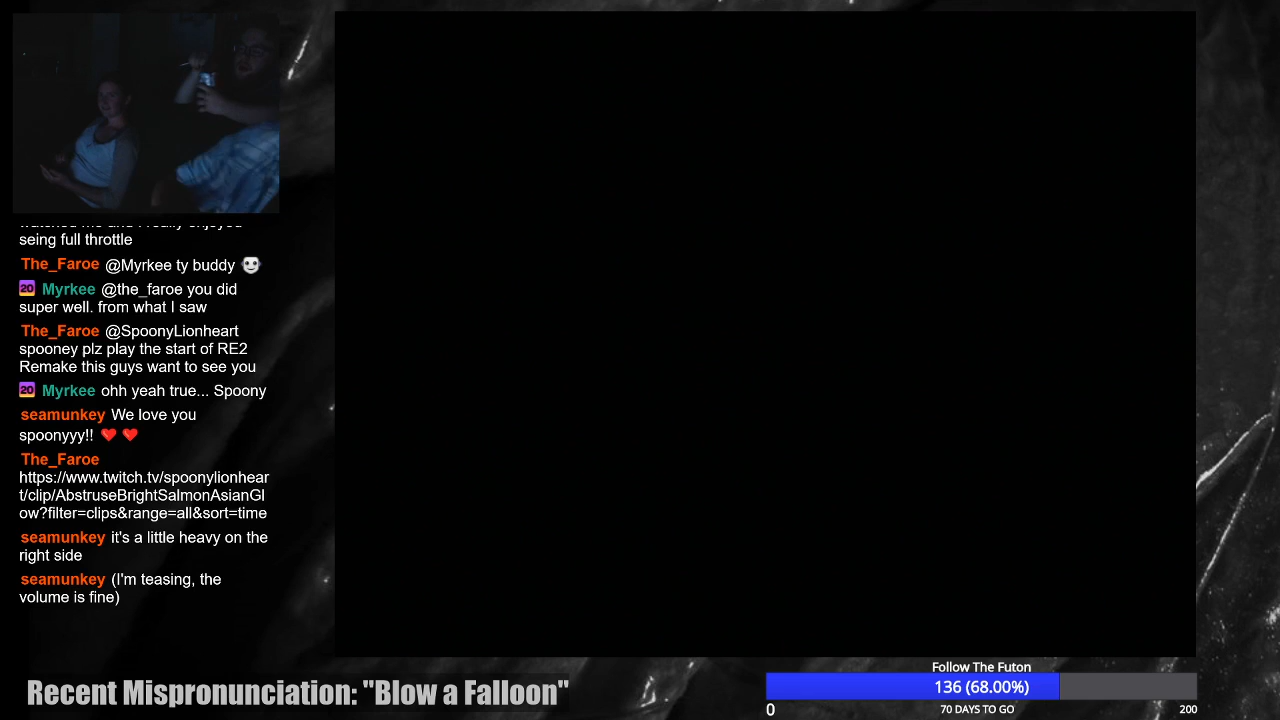 seing full throttle
The_Faroe @Myrkee ty buddy
20 Myrkee @the_faroe you did
super well. from what I saw
The_Faroe @SpoonyLionheart
spooney plz play the start of RE2
Remake this guys want to see you
20 Myrkee ohh yeah true... Spoony
seamunkey We love you
spoonyyy!!
The_Faroe
https://www.twitch.tv/spoonylionhear
t/clip/AbstruseBrightSalmonAsianGl
ow?filter=clips&range=all&sort=time
seamunkey it's a little heavy on the
right side
seamunkey (I'm teasing, the
volume is fine)
Recent Mispronunciation: "Blow a Falloon"
Follow The Futon
136 (68.00%)
0 70 DAYS TO GO 200